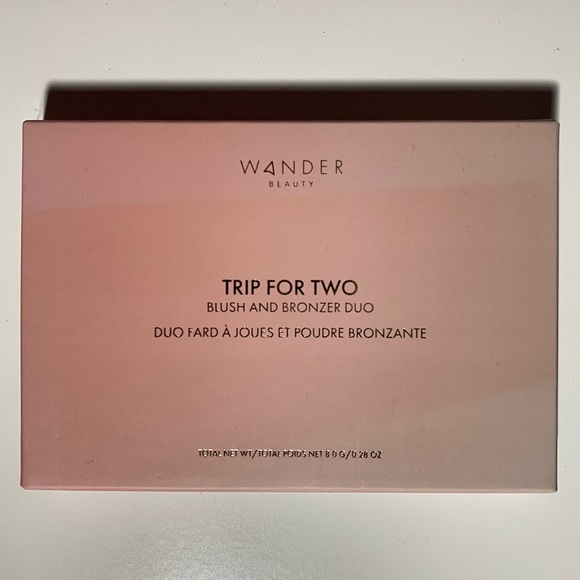 WANDER
BEAUTY
TRIP FOR TWO
BLUSH AND BRONZER DUO
DUO FARD À JOUES ET POUDRE BRONZANTE
TOTAL NET WT/TOTAL POIDS NET 8.0 G/0.28 OZ